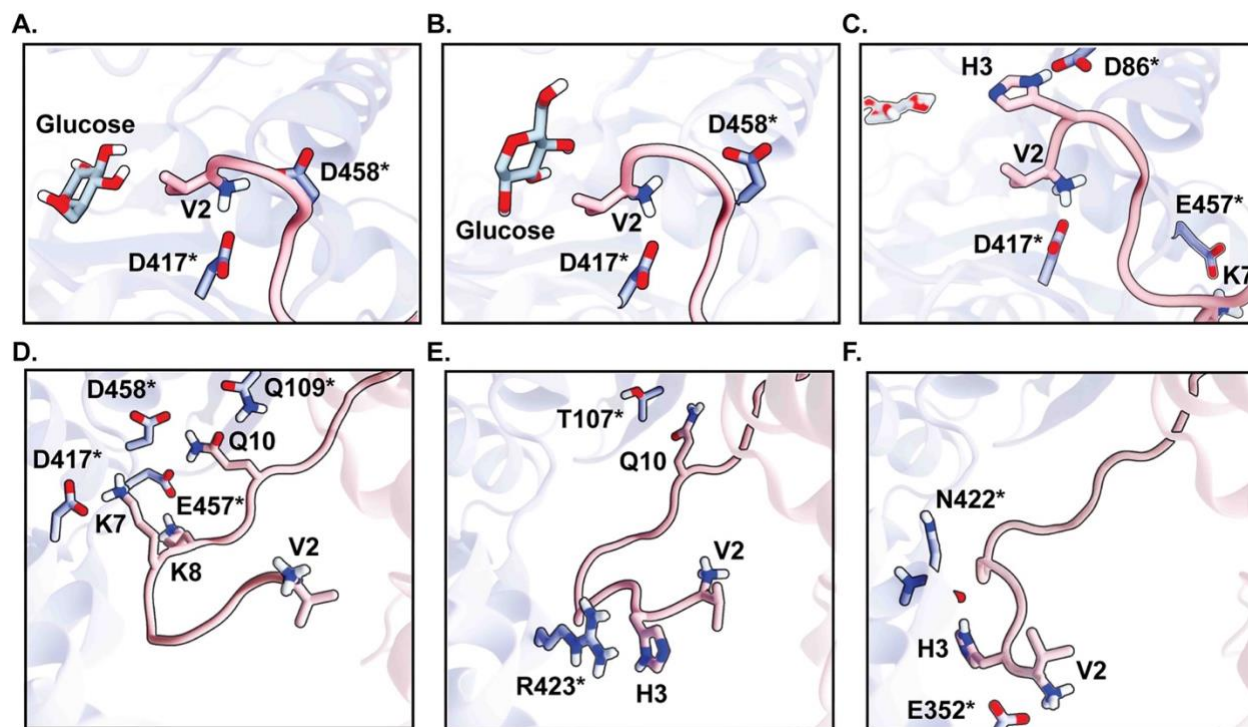 A.
Glucose
V2
D458*
D417*
B.
Glucose
V2
D458*
D417*
C.
H3
D86*
V2
D417*
E457*
K7
D.
D458*
Q109*
D417*
Q10
E457*
K7
K8
V2
E.
T107*
Q10
V2
R423*
H3
F.
N422*
H3
V2
E352*